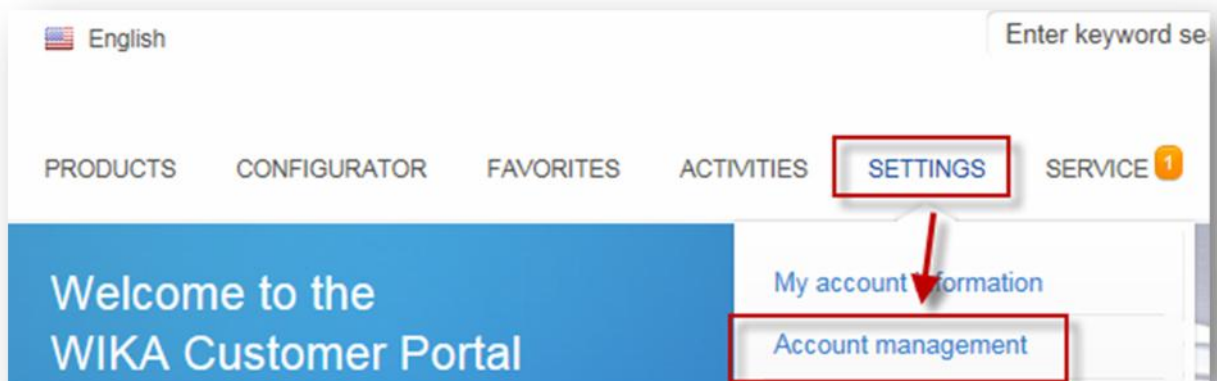 English
Enter keyword se
PRODUCTS CONFIGURATOR FAVORITES ACTIVITIES SETTINGS SERVICE 1
Welcome to the
WIKA Customer Portal
My account information
Account management